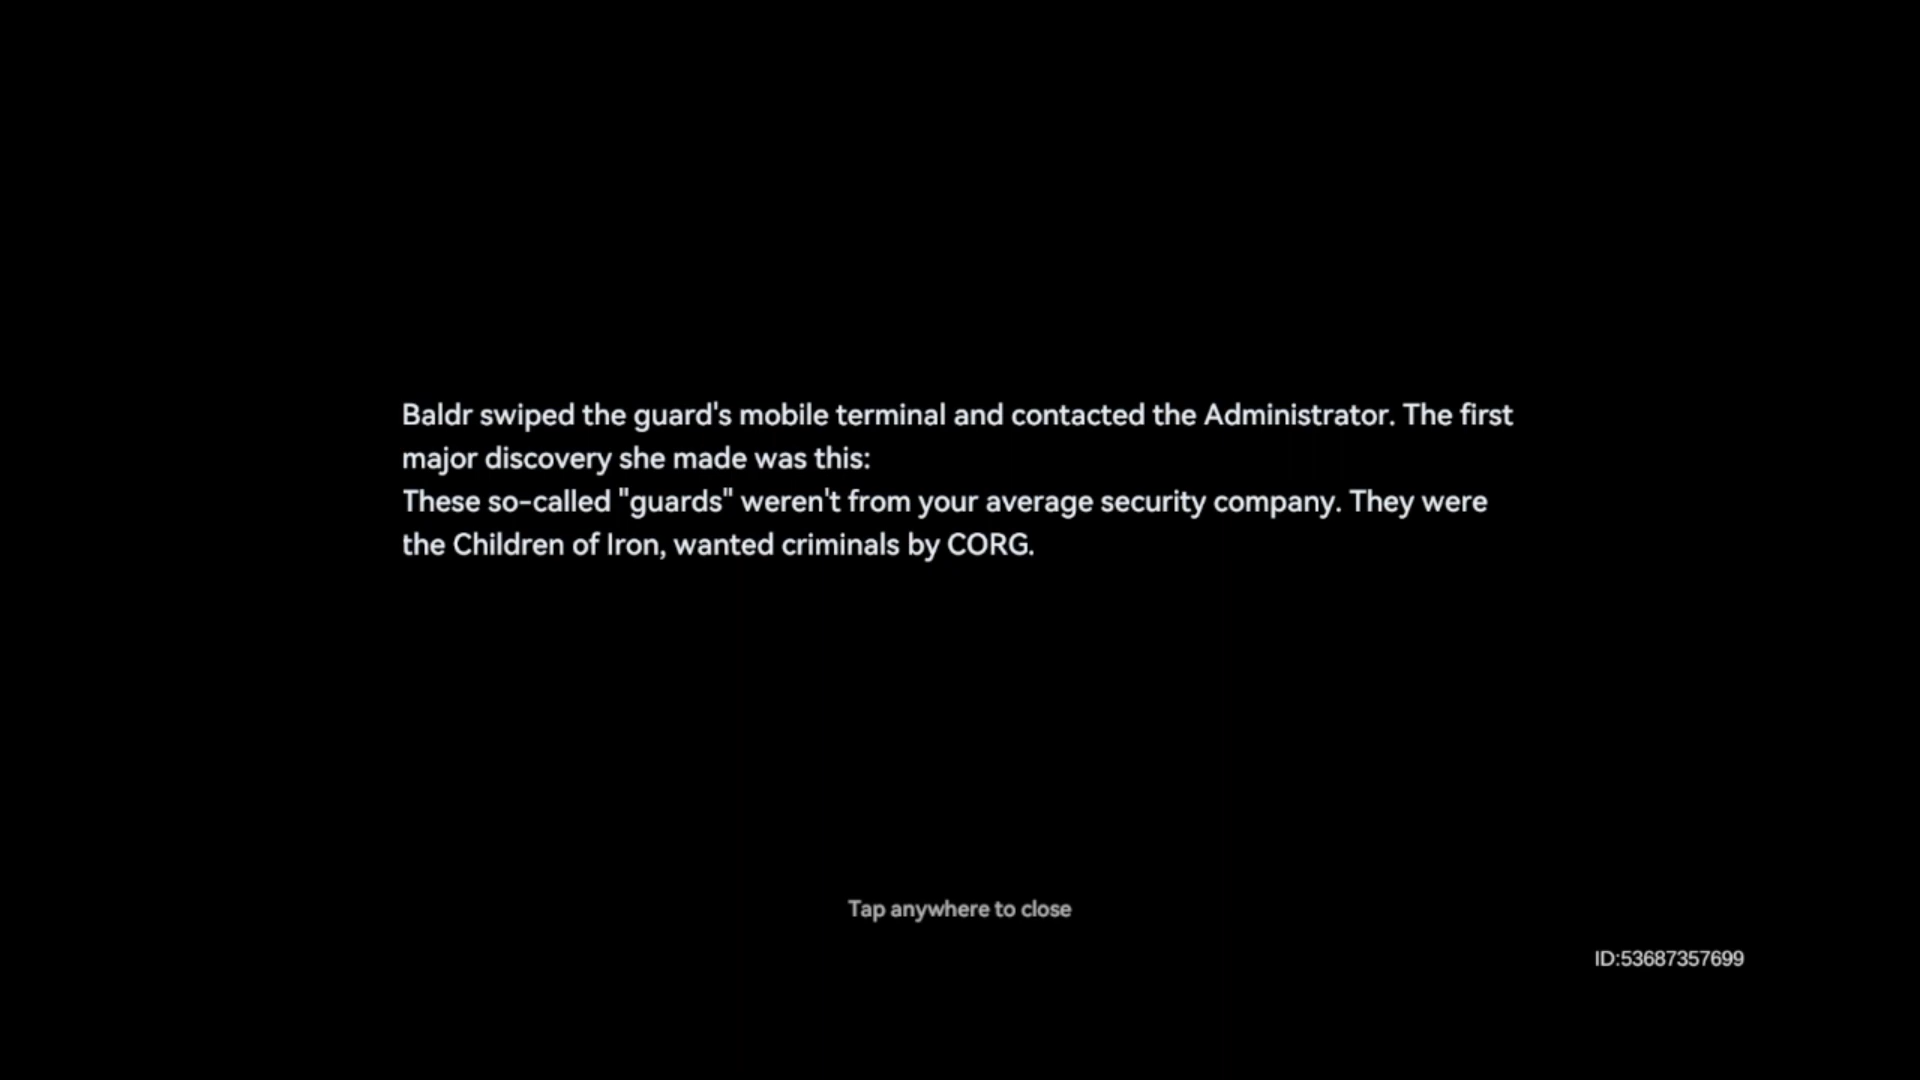 Baldr swiped the guard's mobile terminal and contacted the Administrator. The first
major discovery she made was this:
These so-called "guards" weren't from your average security company. They were
the Children of Iron, wanted criminals by CORG.
Tap anywhere to close
ID:53687357699